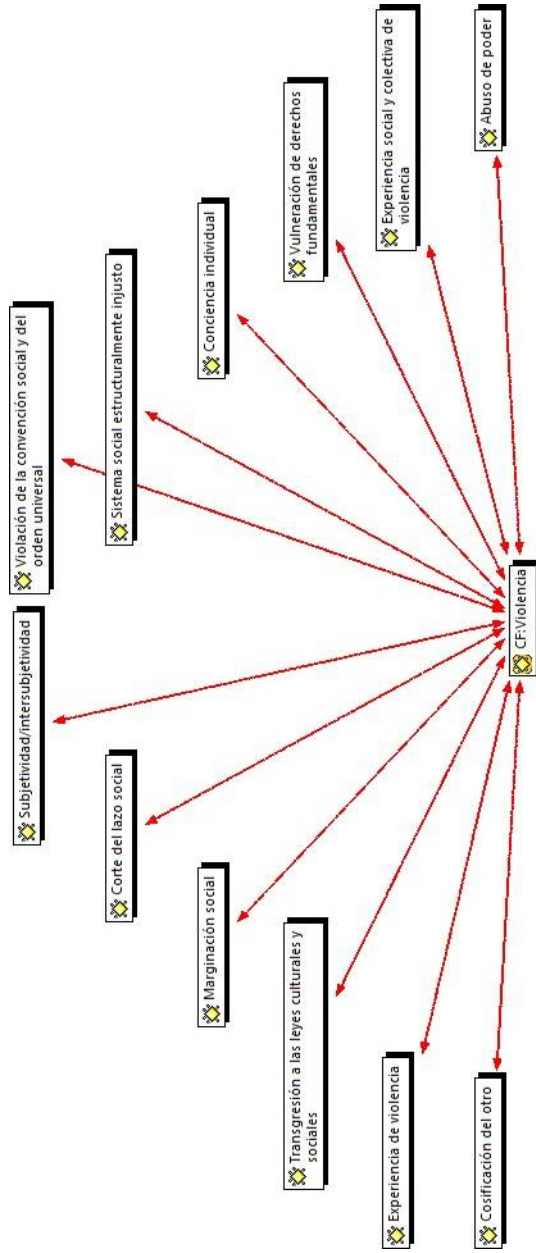 Subjetividad/intersubjetividad
Violación de la convención social y del
orden universal
Corte del lazo social
Sistema social estructuralmente injusto
Marginación social
Conciencia individual
Transgresión a las leyes culturales y
sociales
Vulneración de derechos
fundamentales
Experiencia de violencia
Experiencia social y colectiva de
violencia
Cosificación del otro
Abuso de poder
CF:Violencia